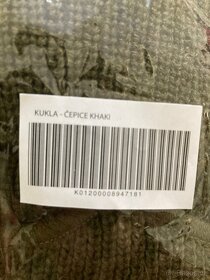 KUKLA - ČEPICE KHAKI
K01200008947181